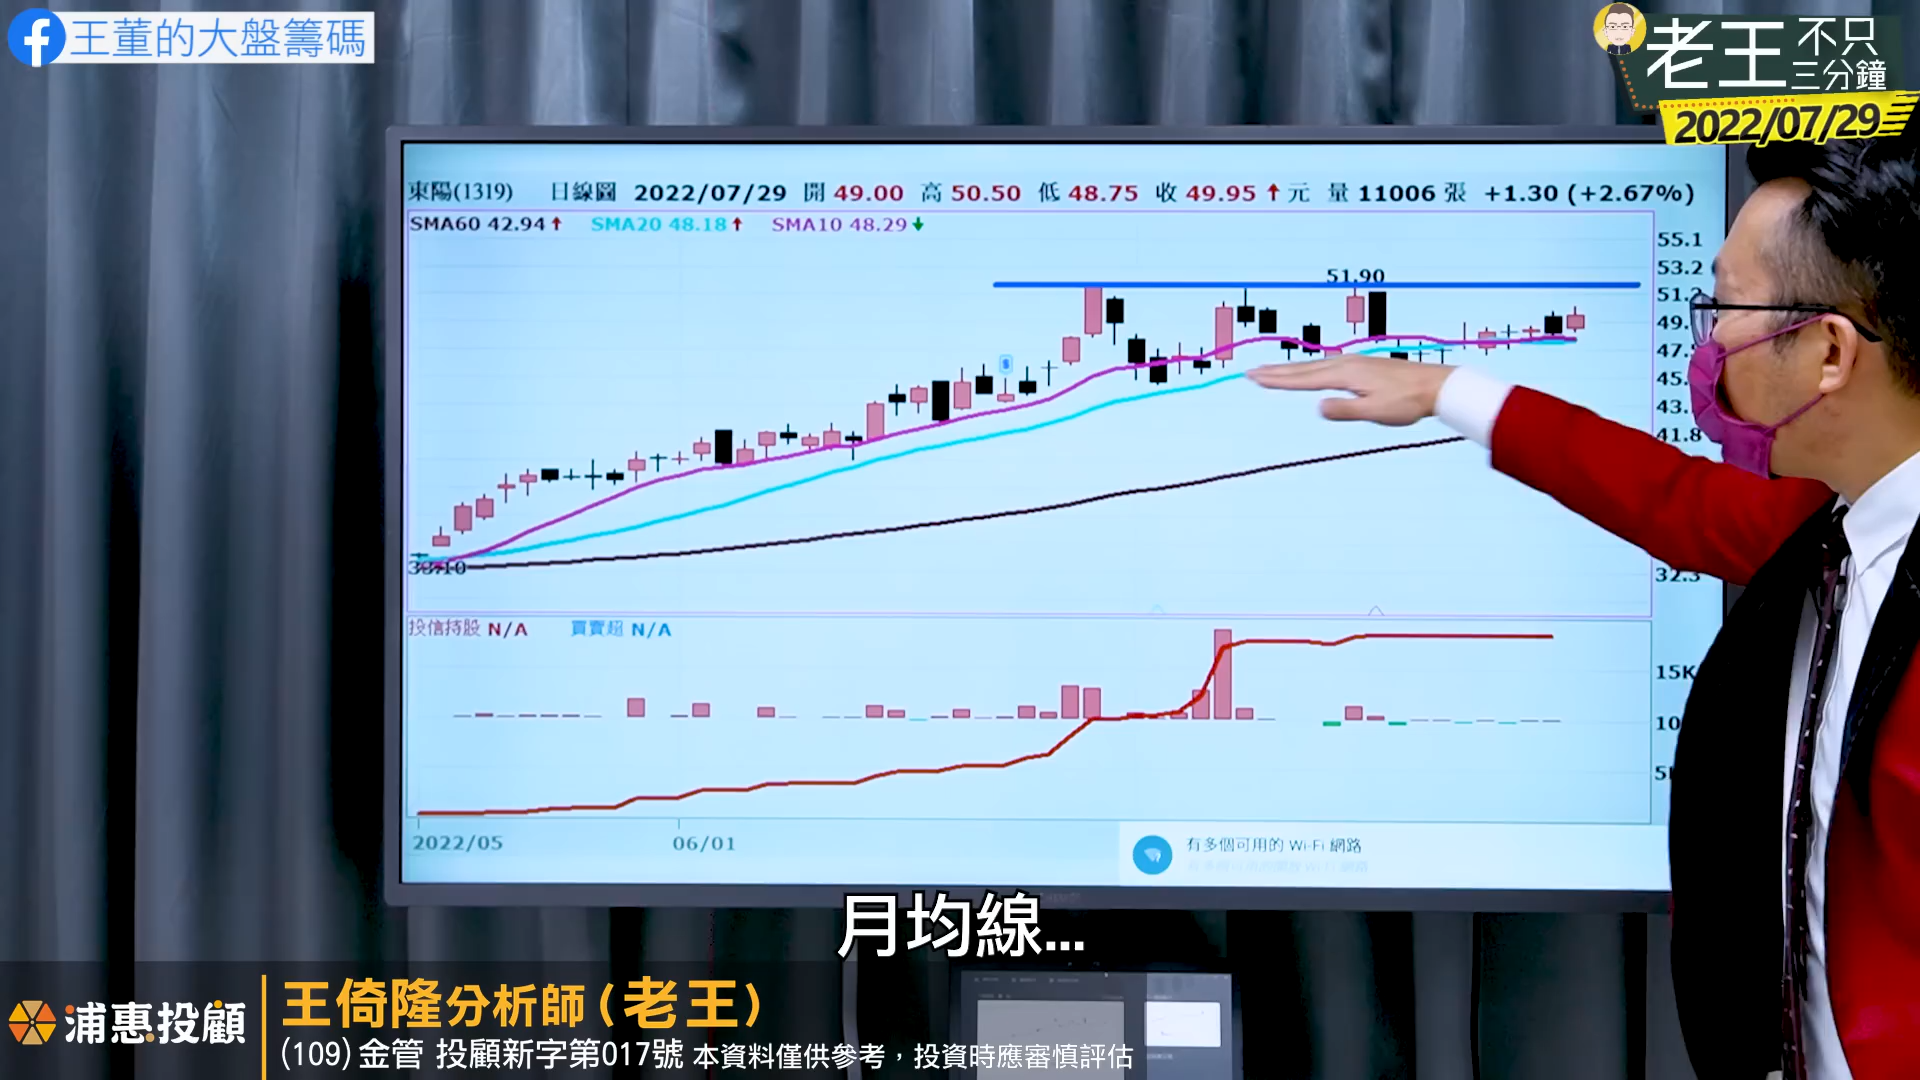 王董的大盤籌碼
老王 不只三分鐘
2022/07/29
東陽(1319) 日線圖 2022/07/29 開 49.00 高 50.50 低 48.75 收 49.95↑元 量 11006 張 +1.30 (+2.67%)
SMA60 42.94↑ SMA20 48.18↑ SMA10 48.29↓
55.1
53.2
51.90
41.8
33.10
32.3
投信持股 N/A 買賣超 N/A
15K
2022/05 06/01
有多個可用的 Wi-Fi 網路
月均線...
浦惠投顧
王倚隆分析師(老王)
(109)金管 投顧新字第017號 本資料僅供參考，投資時應審慎評估